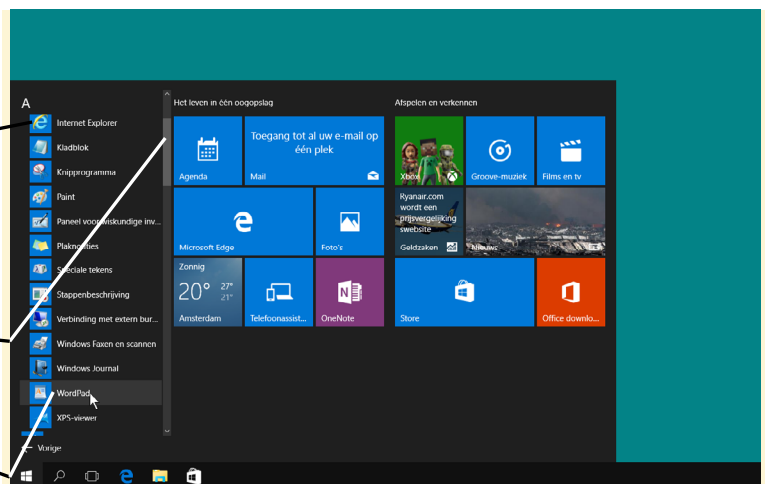 A
Internet Explorer
Kladblok
Knipprogramma
Paint
Paneel voor wiskundige inv...
Plaknotities
Speciale tekens
Stappenbeschrijving
Verbinding met extern bur...
Windows Faxen en scannen
Windows Journal
WordPad
XPS-viewer
Vorige
Het leven in één oogopslag
Agenda
Toegang tot al uw e-mail op
één plek
Mail
Microsoft Edge
Foto's
Zonnig
20° 27°
21°
Amsterdam
Telefoonassist...
OneNote
Afspelen en verkennen
Xbox
Groove-muziek
Films en tv
Ryanair.com
wordt een
prijsvergelijking
swebsite
Geldzaken
Nieuws
Store
Office downlo...